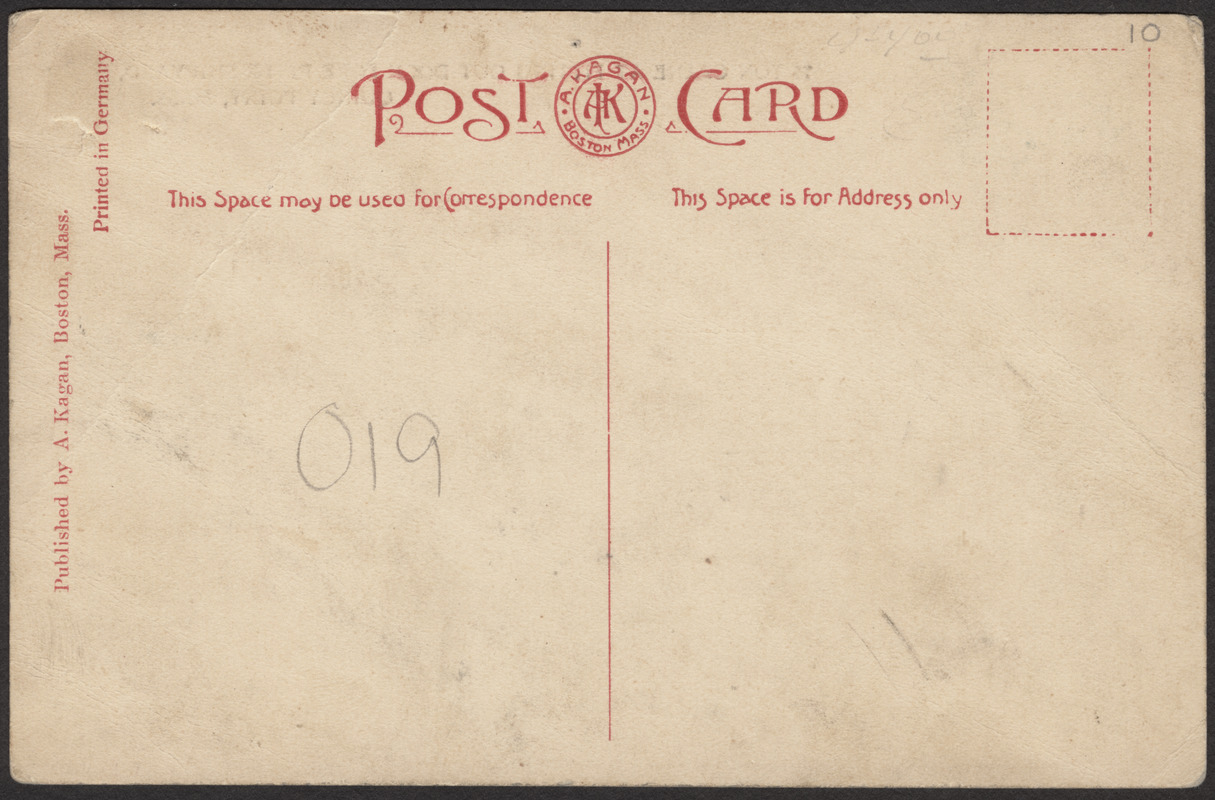 10
POST CARD
A. KAGAN
AK
BOSTON MASS.
This Space may be used for Correspondence
This Space is for Address only
Printed in Germany
Published by A. Kagan, Boston, Mass.
019